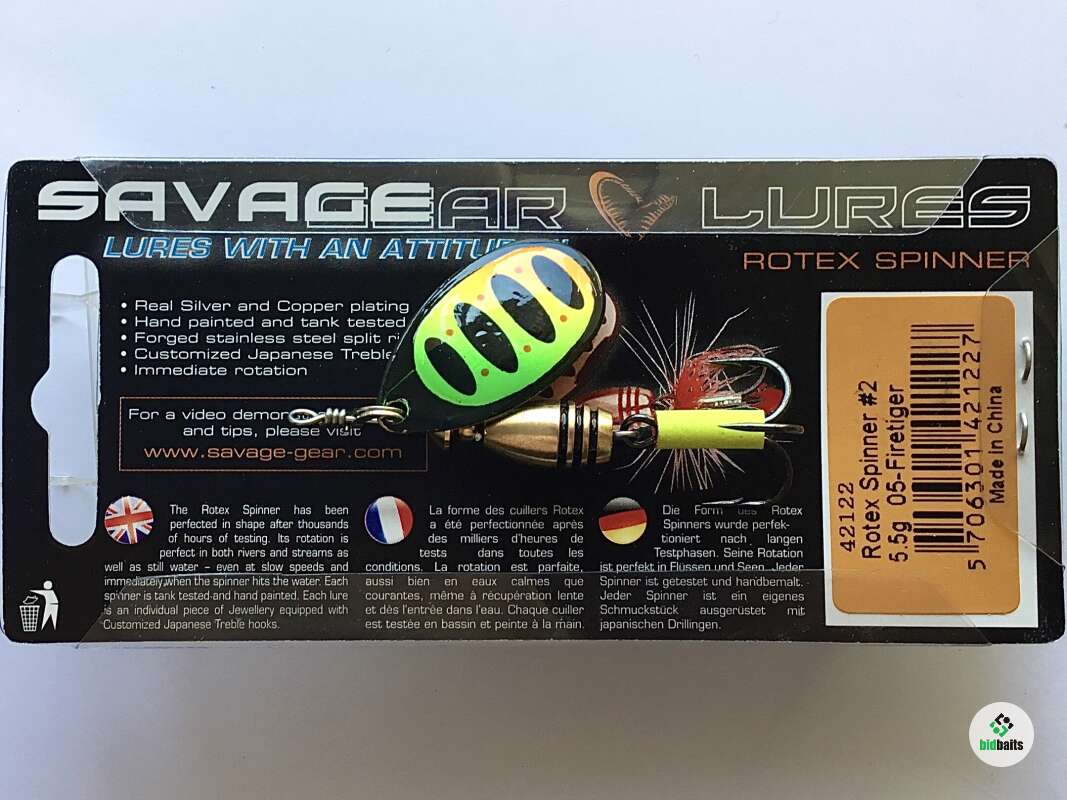 SAVAGEAR LURES
LURES WITH AN
ROTEX SPINNER
• Real Silver and Copper plating
• Hand painted and tank tested
• Forged stainless steel split
• Customized Japanese
• Immediate rotation
For a video
and tips, please visit
www.savage-gear.com
The Rotex Spinner has been
perfected in shape after thousands
of hours of testing. Its rotation is
perfect in both rivers and streams as
well as still water – even at slow speeds and
immediately when the spinner hits the water. Each
spinner is tank tested and hand painted. Each lure
is an individual piece of Jewellery equipped with
Customized Japanese Treble hooks.
La forme des cuillers Rotex
a été perfectionnée après
des milliers d'heures de
tests dans toutes les
conditions. La rotation est parfaite,
aussi bien en eaux calmes que
courantes, même à récupération lente
et dès l'entrée dans l'eau. Chaque cuiller
est testée en bassin et peinte à la main.
Die Form des Rotex
Spinners wurde perfek-
tioniert nach langen
Testphasen. Seine Rotation
ist perfekt in Flüssen und Seen. Jeder
Spinner ist getestet und handbemalt.
Jeder Spinner ist ein eigenes
Schmuckstück ausgerüstet mit
japanischen Drillingen.
42122
Rotex Spinner #2
5.5g 05-Firetiger
5 706301 421227
Made in China
bidbaits